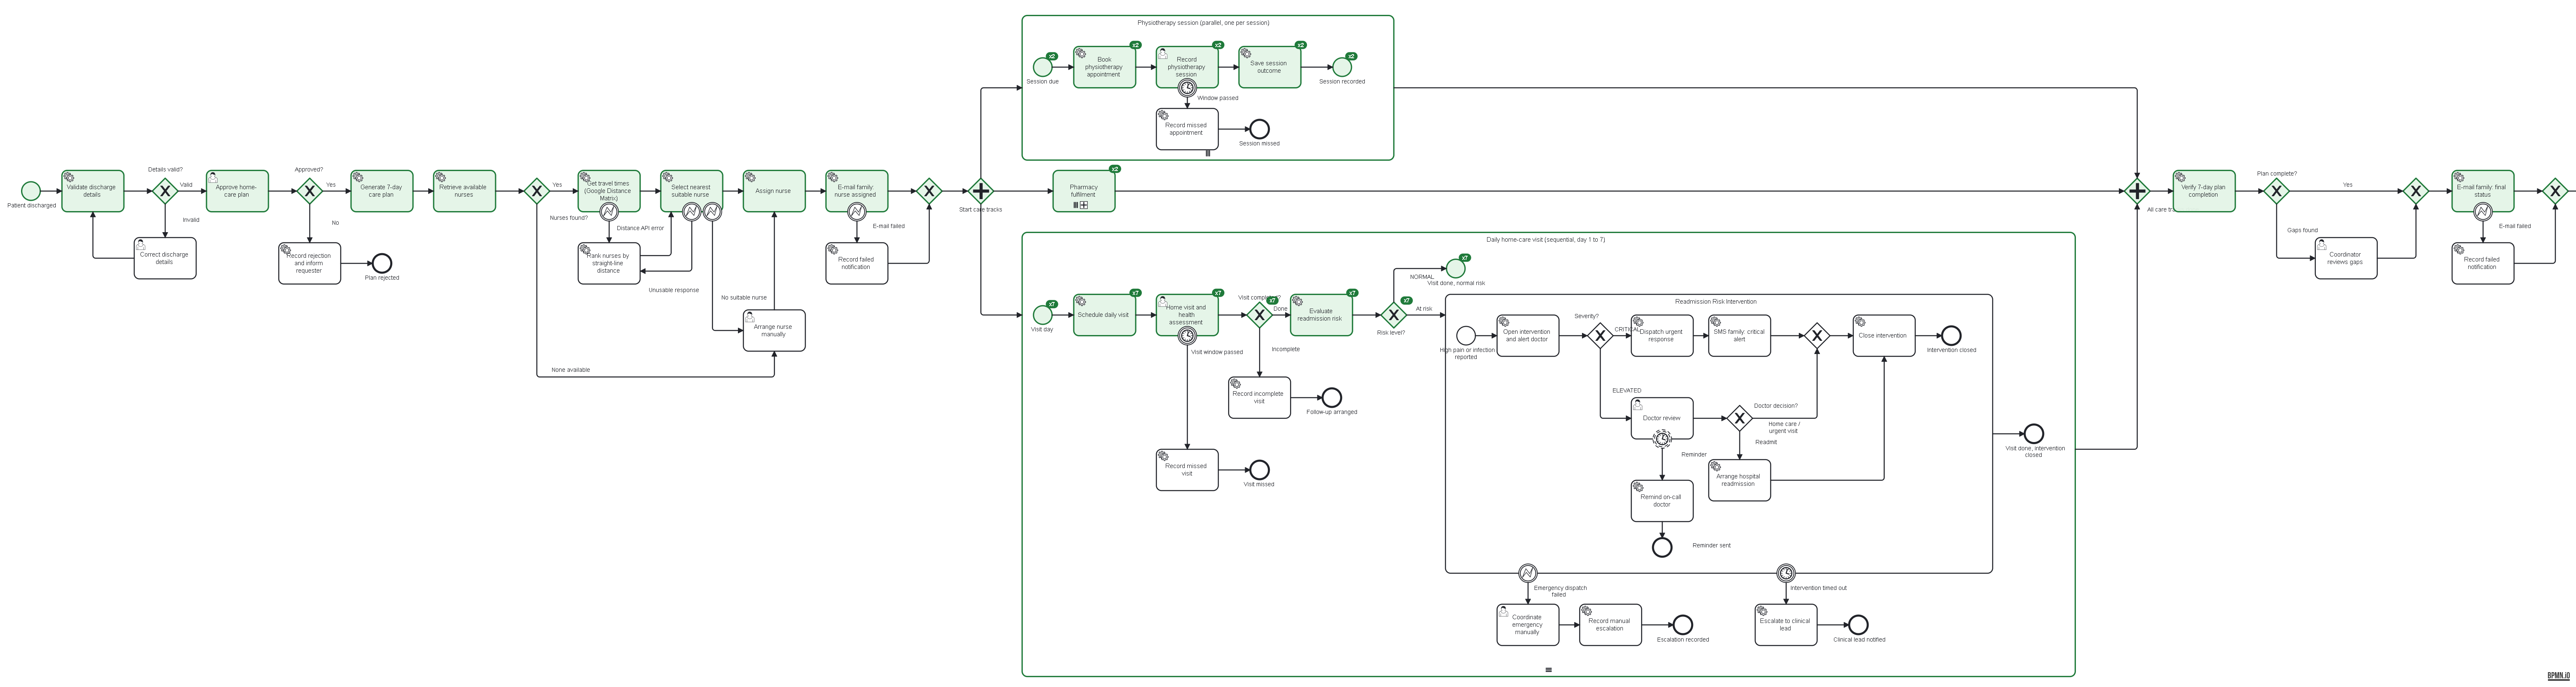 Physiotherapy session (parallel, one per session)
x2
x2
x2
x2
x2
Book
physiotherapy
appointment
Record
physiotherapy
session
Save session
outcome
Session due
Session recorded
Window passed
Record missed
appointment
Session missed
Patient discharged
Validate discharge
details
Details valid?
Valid
Invalid
Correct discharge
details
Approve home-
care plan
Approved?
Yes
No
Record rejection
and inform
requester
Plan rejected
Generate 7-day
care plan
Retrieve available
nurses
Yes
Nurses found?
None available
Get travel times
(Google Distance
Matrix)
Distance API error
Rank nurses by
straight-line
distance
Select nearest
suitable nurse
Unusable response
No suitable nurse
Assign nurse
Arrange nurse
manually
E-mail family:
nurse assigned
E-mail failed
Record failed
notification
Start care tracks
x2
Pharmacy
fulfilment
Verify 7-day plan
completion
Plan complete?
Yes
Gaps found
Coordinator
reviews gaps
E-mail family: final
status
E-mail failed
Record failed
notification
Daily home-care visit (sequential, day 1 to 7)
x7
x7
x7
x7
x7
x7
x7
Visit day
Schedule daily visit
Home visit and
health
assessment
Done
Incomplete
Visit window passed
Record incomplete
visit
Follow-up arranged
Record missed
visit
Visit missed
Evaluate
readmission risk
Risk level?
NORMAL
Visit done, normal risk
At risk
Readmission Risk Intervention
High pain or infection
reported
Open intervention
and alert doctor
Severity?
CRITICAL
Dispatch urgent
response
SMS family: critical
alert
Close intervention
Intervention closed
ELEVATED
Doctor review
Doctor decision?
Home care /
urgent visit
Readmit
Arrange hospital
readmission
Reminder
Remind on-call
doctor
Reminder sent
Visit done, intervention
closed
Emergency dispatch
failed
Coordinate
emergency
manually
Record manual
escalation
Escalation recorded
Intervention timed out
Escalate to clinical
lead
Clinical lead notified
BPMN.iO